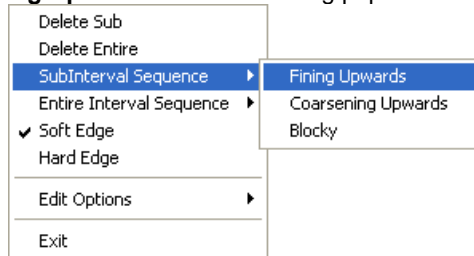 Delete Sub
Delete Entire
SubInterval Sequence
Fining Upwards
Entire Interval Sequence
Coarsening Upwards
Soft Edge
Blocky
Hard Edge
Edit Options
Exit